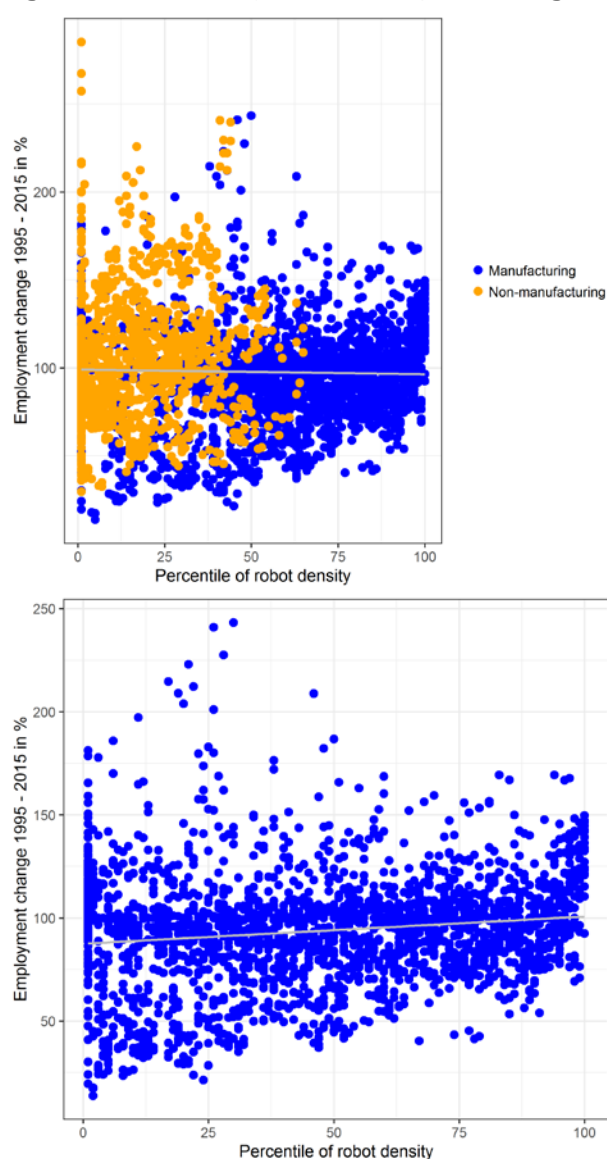 200
100
Employment change 1995 - 2015 in %
0
25
50
75
100
Percentile of robot density
Manufacturing
Non-manufacturing
250
200
150
100
50
Employment change 1995 - 2015 in %
0
25
50
75
100
Percentile of robot density